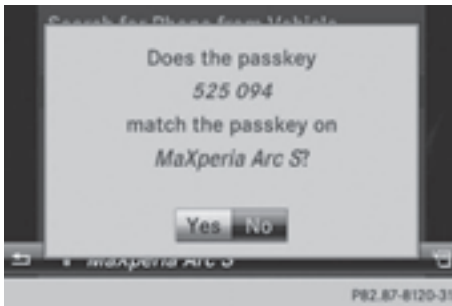 Search for Phone from Vehicle
Does the passkey
525 094
match the passkey on
MaXperia Arc S?
Yes No
MaXperia Arc S
P82.87-8120-31